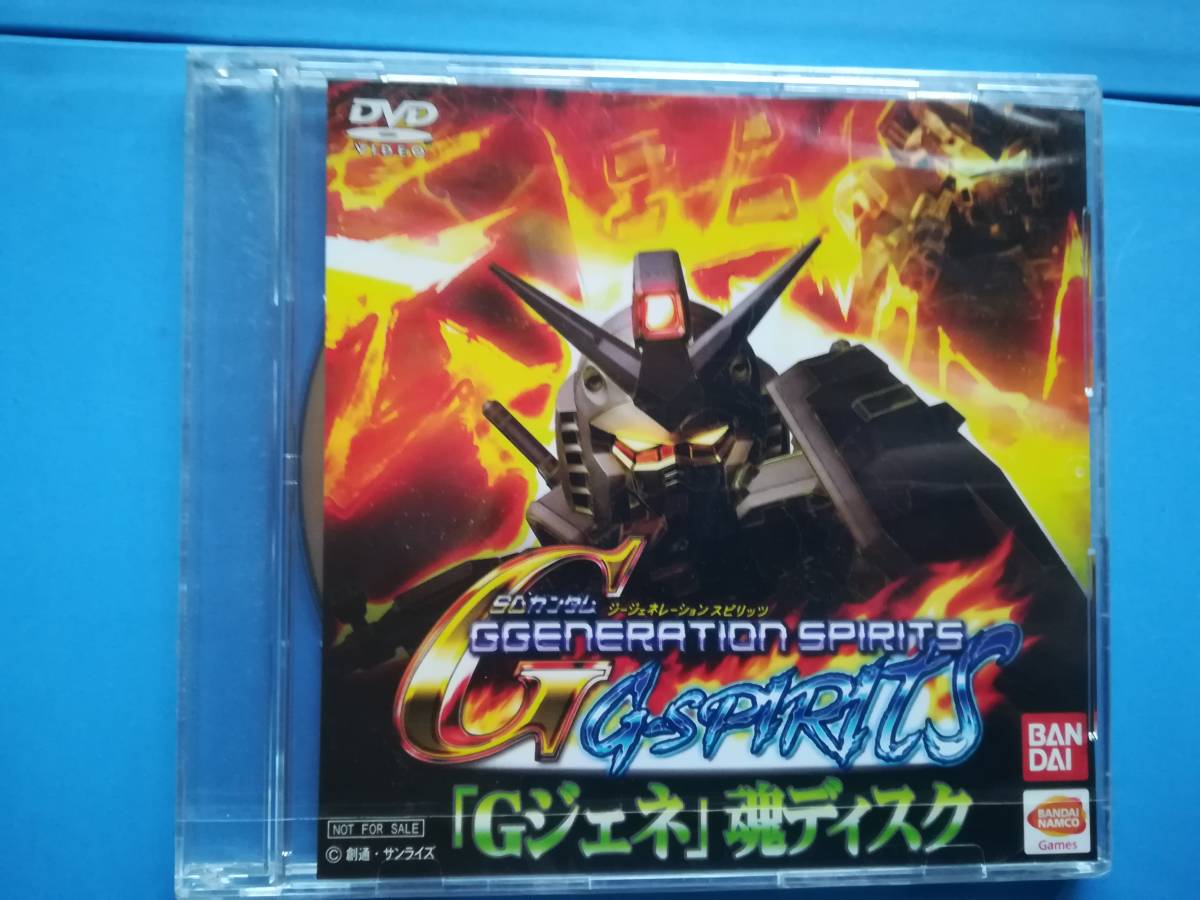 DVD
VIDEO
SDガンダム ジージェネレーション スピリッツ
GGENERATION SPIRITS
G
G-SPIRITS
BAN
DAI
「Gジェネ」魂ディスク
NOT FOR SALE
© 創通・サンライズ
BANDAI
NAMCO
Games